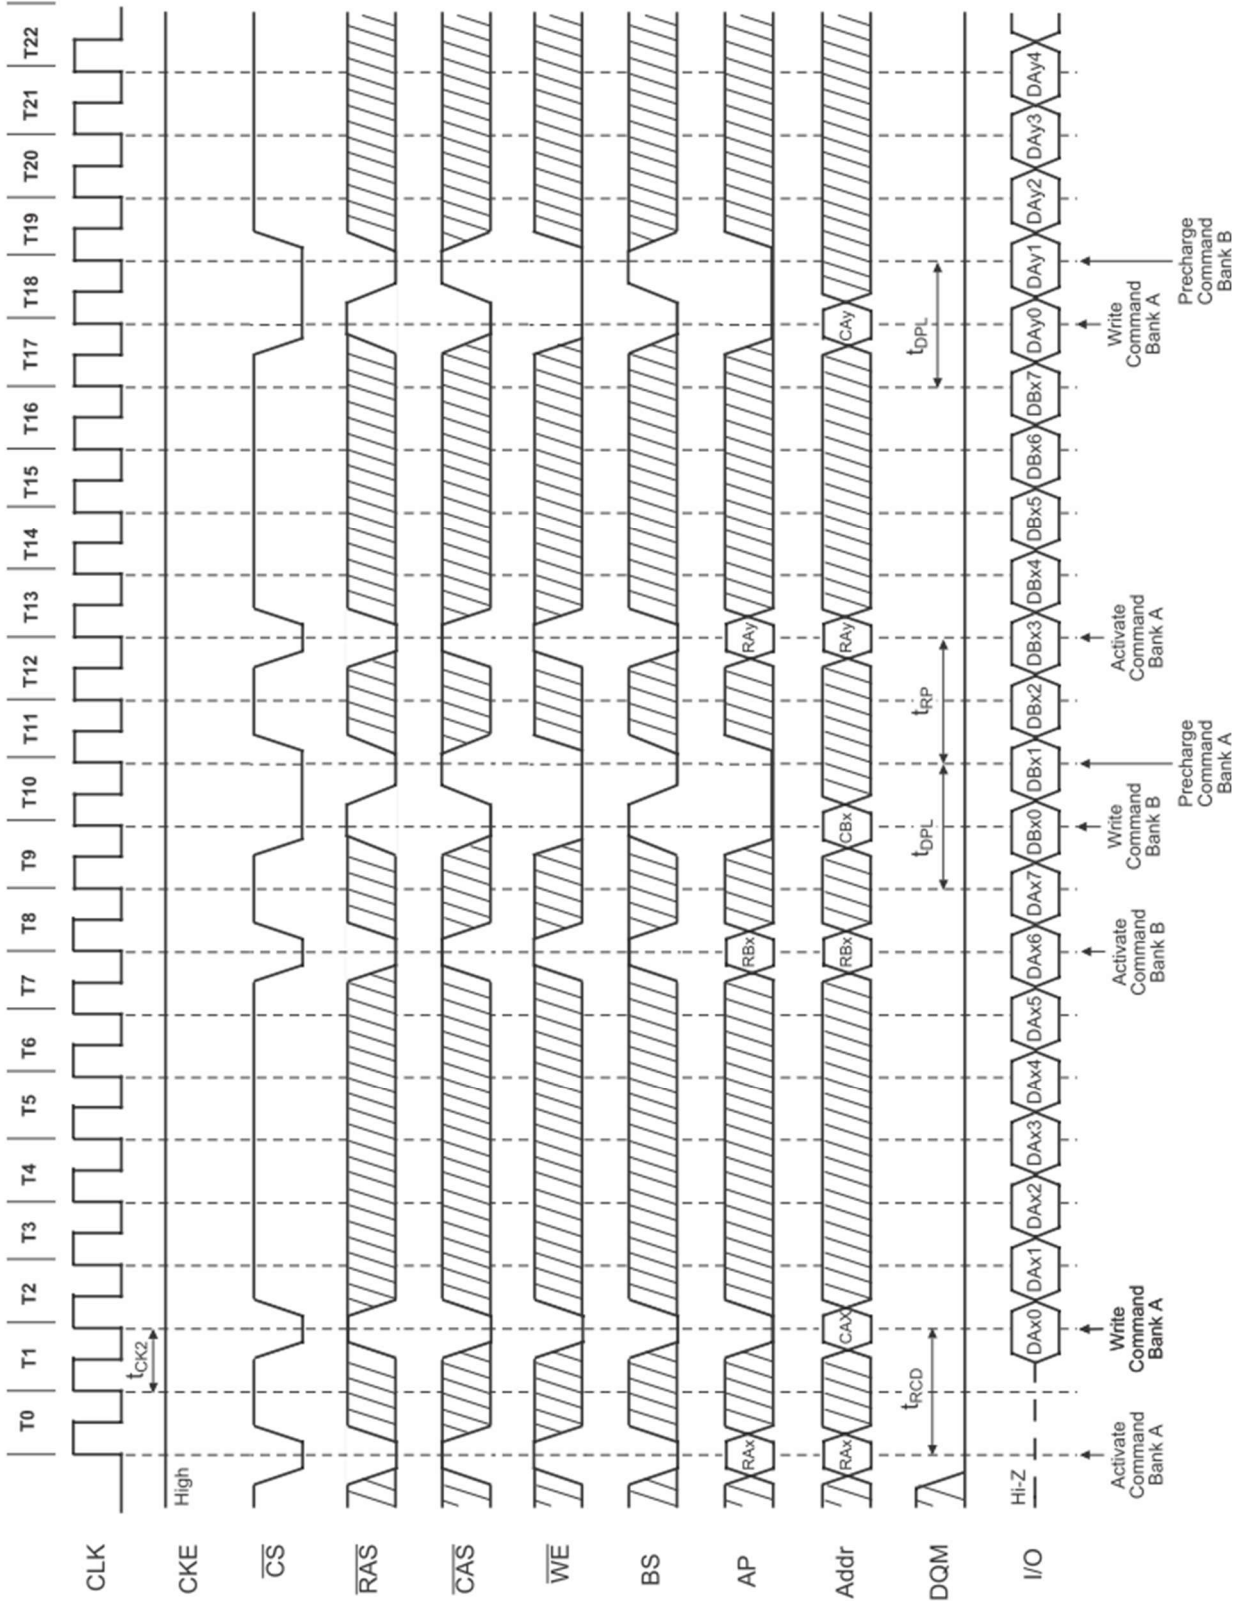 T0 T1 T2 T3 T4 T5 T6 T7 T8 T9 T10 T11 T12 T13 T14 T15 T16 T17 T18 T19 T20 T21 T22
CLK
tCK2
CKE
High
CS
RAS
CAS
WE
BS
AP
RAx RBx RAy
Addr
RAx CAX RBx CBx RAy CAy
DQM
tRCD tDPL tRP tDPL
I/O
Hi-Z
DAx0 DAx1 DAx2 DAx3 DAx4 DAx5 DAx6 DAx7 DBx0 DBx1 DBx2 DBx3 DBx4 DBx5 DBx6 DBx7 DAy0 DAy1 DAy2 DAy3 DAy4
Activate
Command
Bank A
Write
Command
Bank A
Activate
Command
Bank B
Write
Command
Bank B
Precharge
Command
Bank A
Activate
Command
Bank A
Write
Command
Bank A
Precharge
Command
Bank B